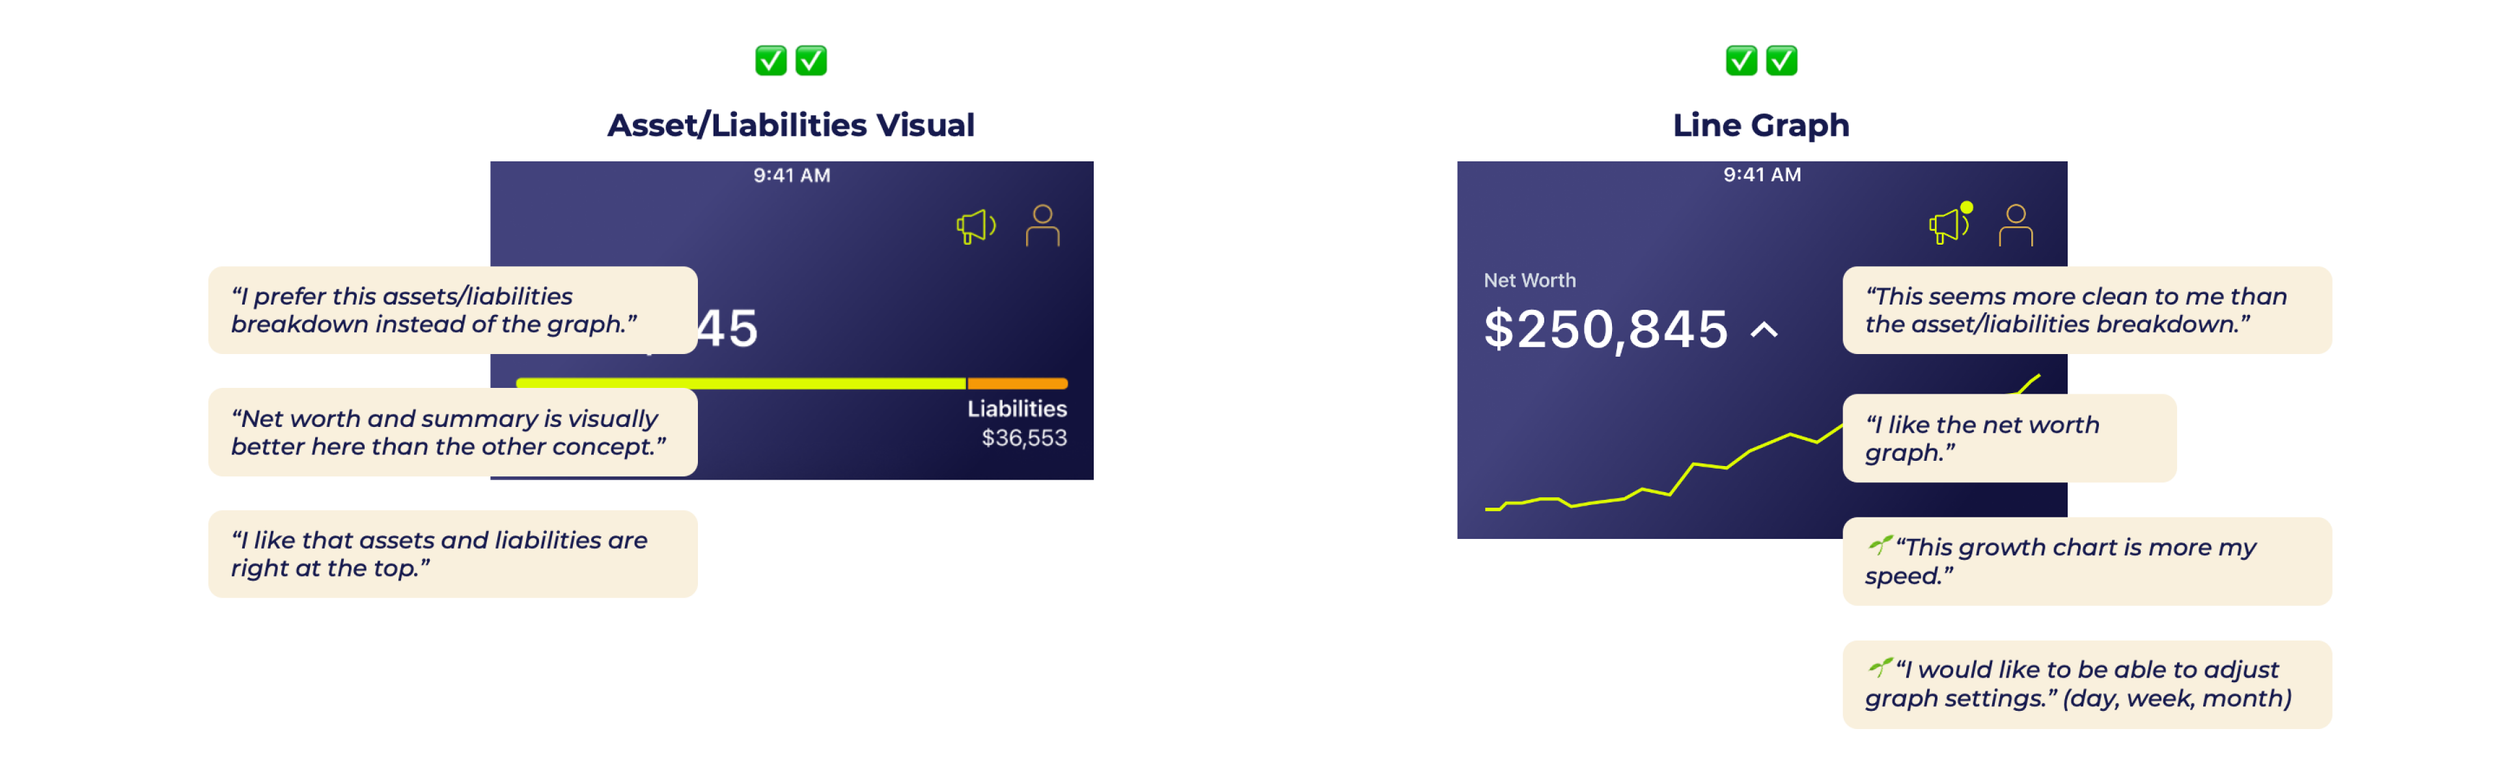 Asset/Liabilities Visual
9:41 AM
“I prefer this assets/liabilities
breakdown instead of the graph.”
45
“Net worth and summary is visually
better here than the other concept.”
Liabilities
$36,553
“I like that assets and liabilities are
right at the top.”
Line Graph
9:41 AM
Net Worth
$250,845
“This seems more clean to me than
the asset/liabilities breakdown.”
“I like the net worth
graph.”
“This growth chart is more my
speed.”
“I would like to be able to adjust
graph settings.” (day, week, month)